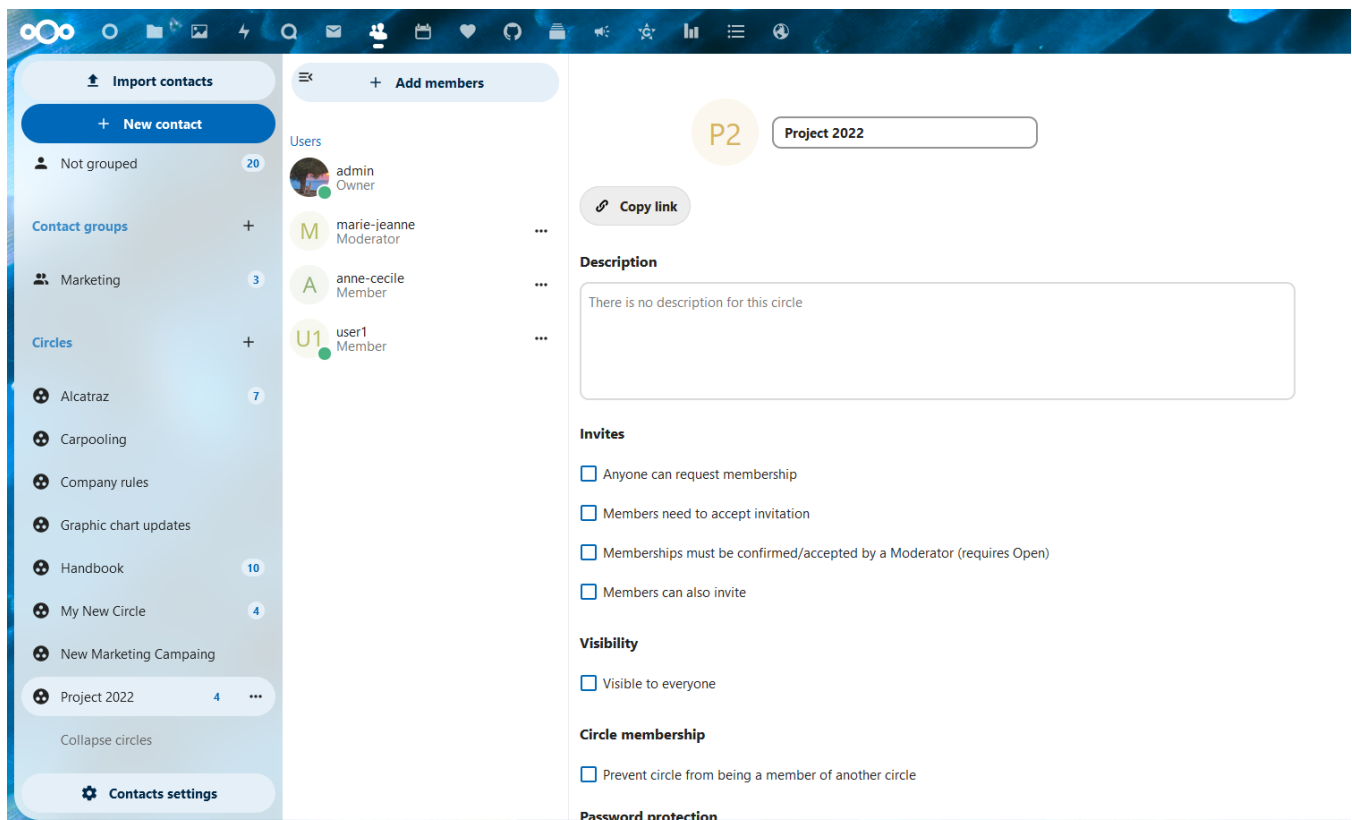 Import contacts
New contact
Not grouped 20
Contact groups
Marketing 3
Circles
Alcatraz 7
Carpooling
Company rules
Graphic chart updates
Handbook 10
My New Circle 4
New Marketing Campaing
Project 2022 4
Collapse circles
Contacts settings
Add members
Users
admin
Owner
M
marie-jeanne
Moderator
A
anne-cecile
Member
U1
user1
Member
P2
Project 2022
Copy link
Description
There is no description for this circle
Invites
Anyone can request membership
Members need to accept invitation
Memberships must be confirmed/accepted by a Moderator (requires Open)
Members can also invite
Visibility
Visible to everyone
Circle membership
Prevent circle from being a member of another circle
Password protection